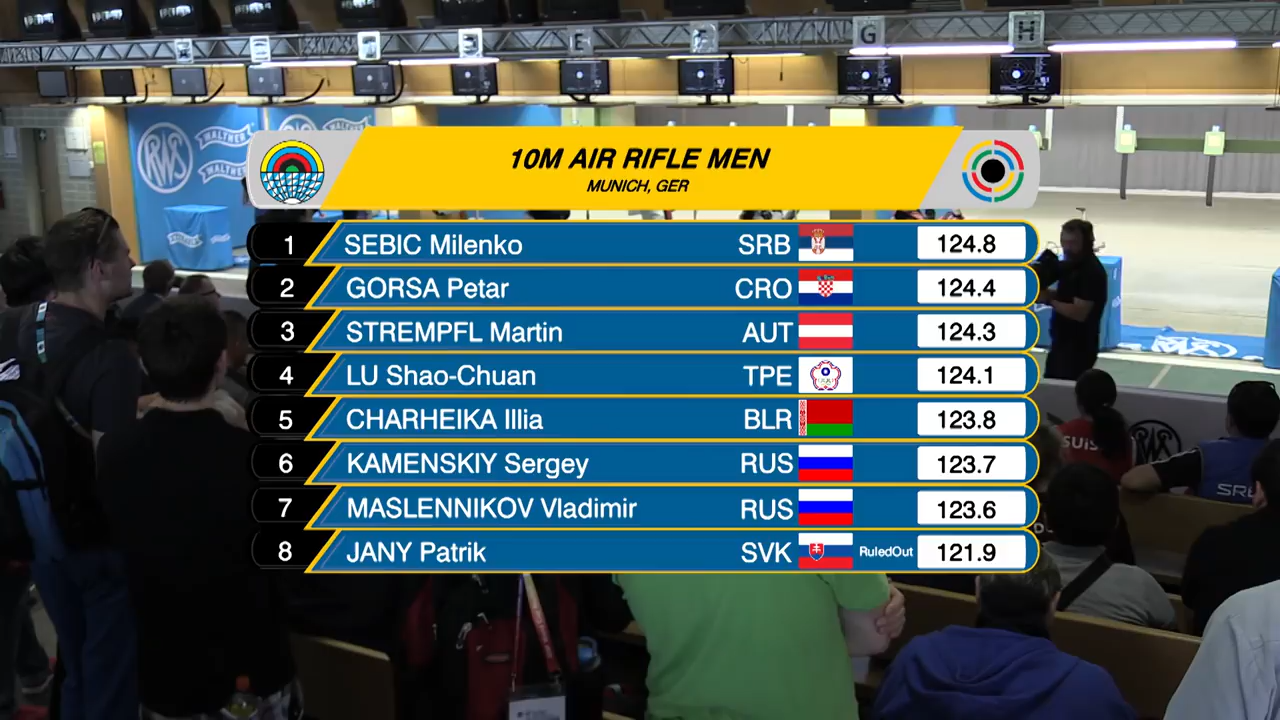 E
F
G
H
RWS
WALTHER
WALTHER
10M AIR RIFLE MEN
MUNICH, GER
1 SEBIC Milenko SRB 124.8
2 GORSA Petar CRO 124.4
3 STREMPFL Martin AUT 124.3
4 LU Shao-Chuan TPE 124.1
5 CHARHEIKA Illia BLR 123.8
6 KAMENSKIY Sergey RUS 123.7
7 MASLENNIKOV Vladimir RUS 123.6
8 JANY Patrik SVK RuledOut 121.9
SUIS
RWS
SRB